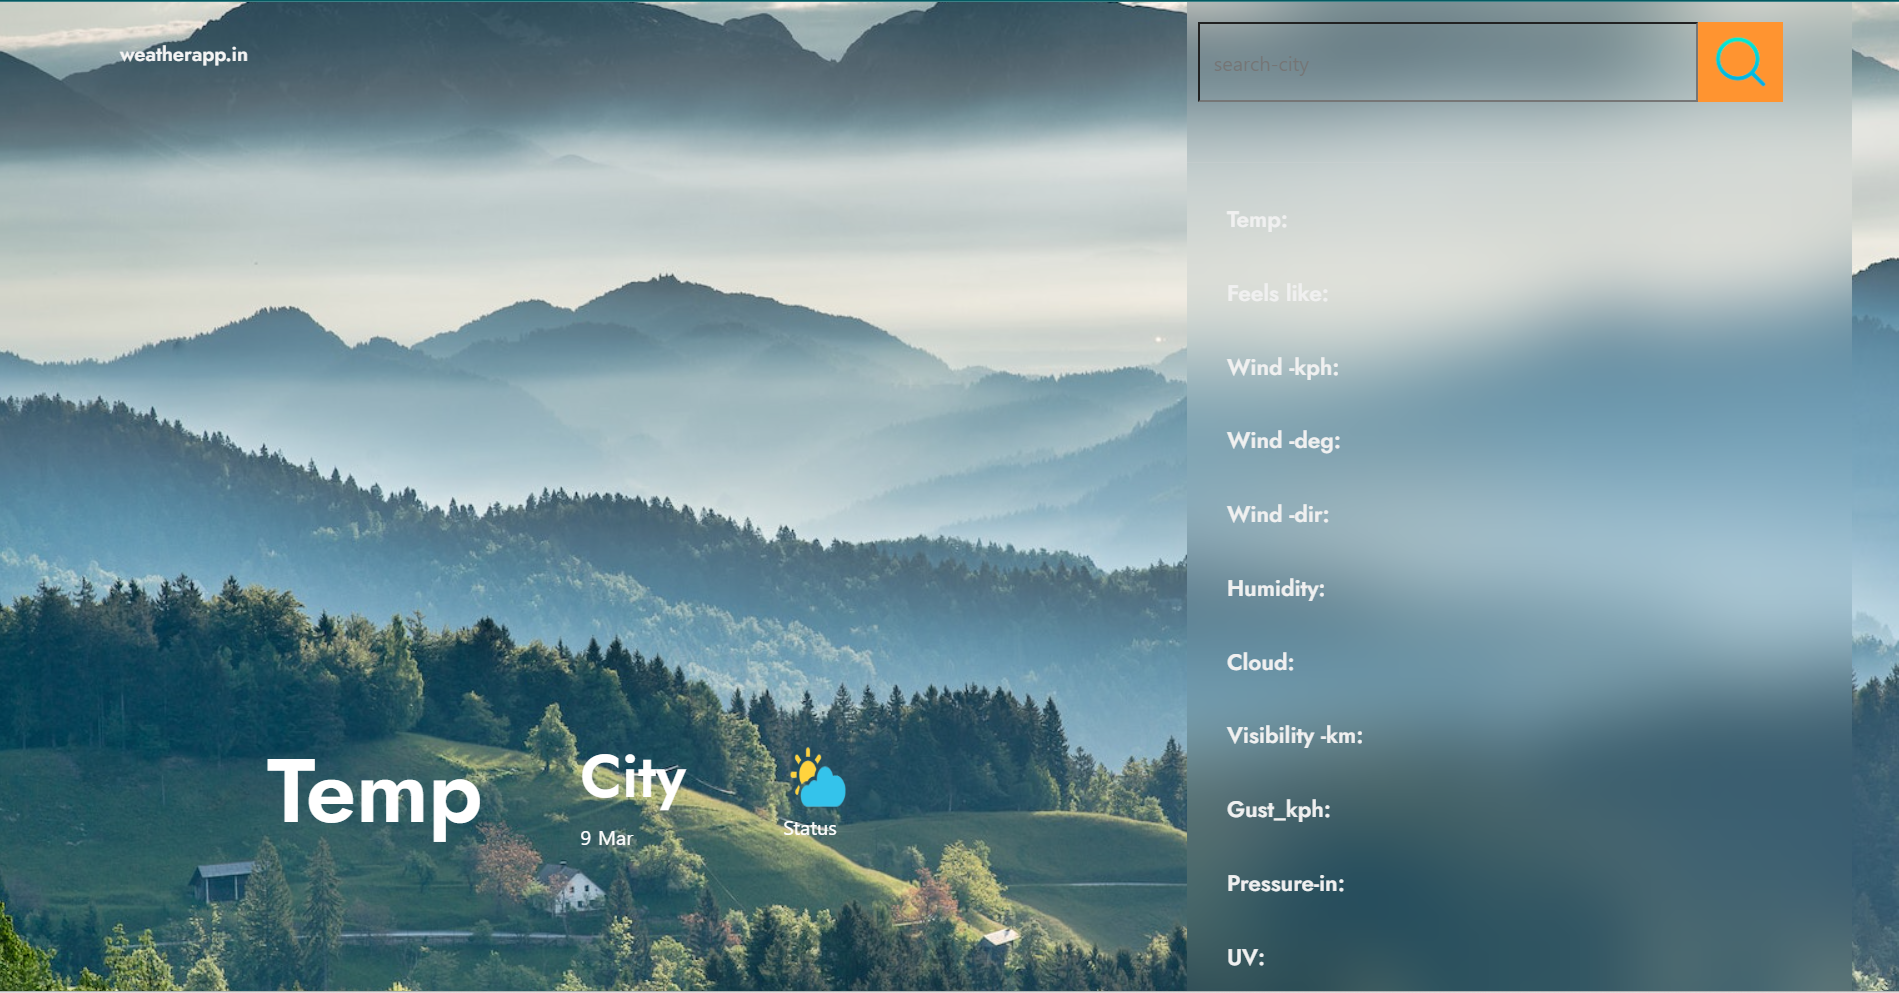 weatherapp.in
search-city
Temp:
Feels like:
Wind -kph:
Wind -deg:
Wind -dir:
Humidity:
Cloud:
Visibility -km:
Gust_kph:
Pressure-in:
UV:
Temp
City
9 Mar
Status